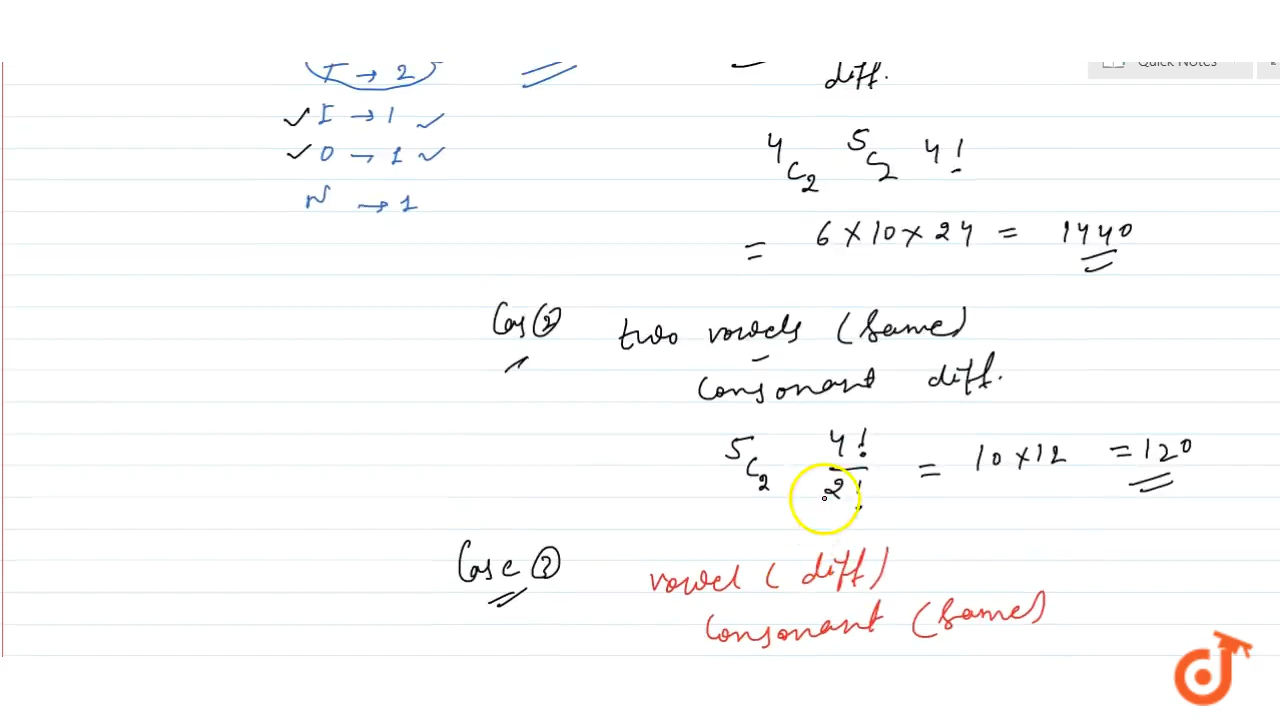 I → 2
diff.
Quick Notes
✓ I → 1 ✓
✓ O → 1 ✓
N → 1
4C2 5C2 4!
= 6 × 10 × 24 = 1440
Cas (2) two vowels (Same)
Consonant diff.
5C2 4!/2! = 10 × 12 = 120
Case (3) vowel (diff)
Consonant (Same)